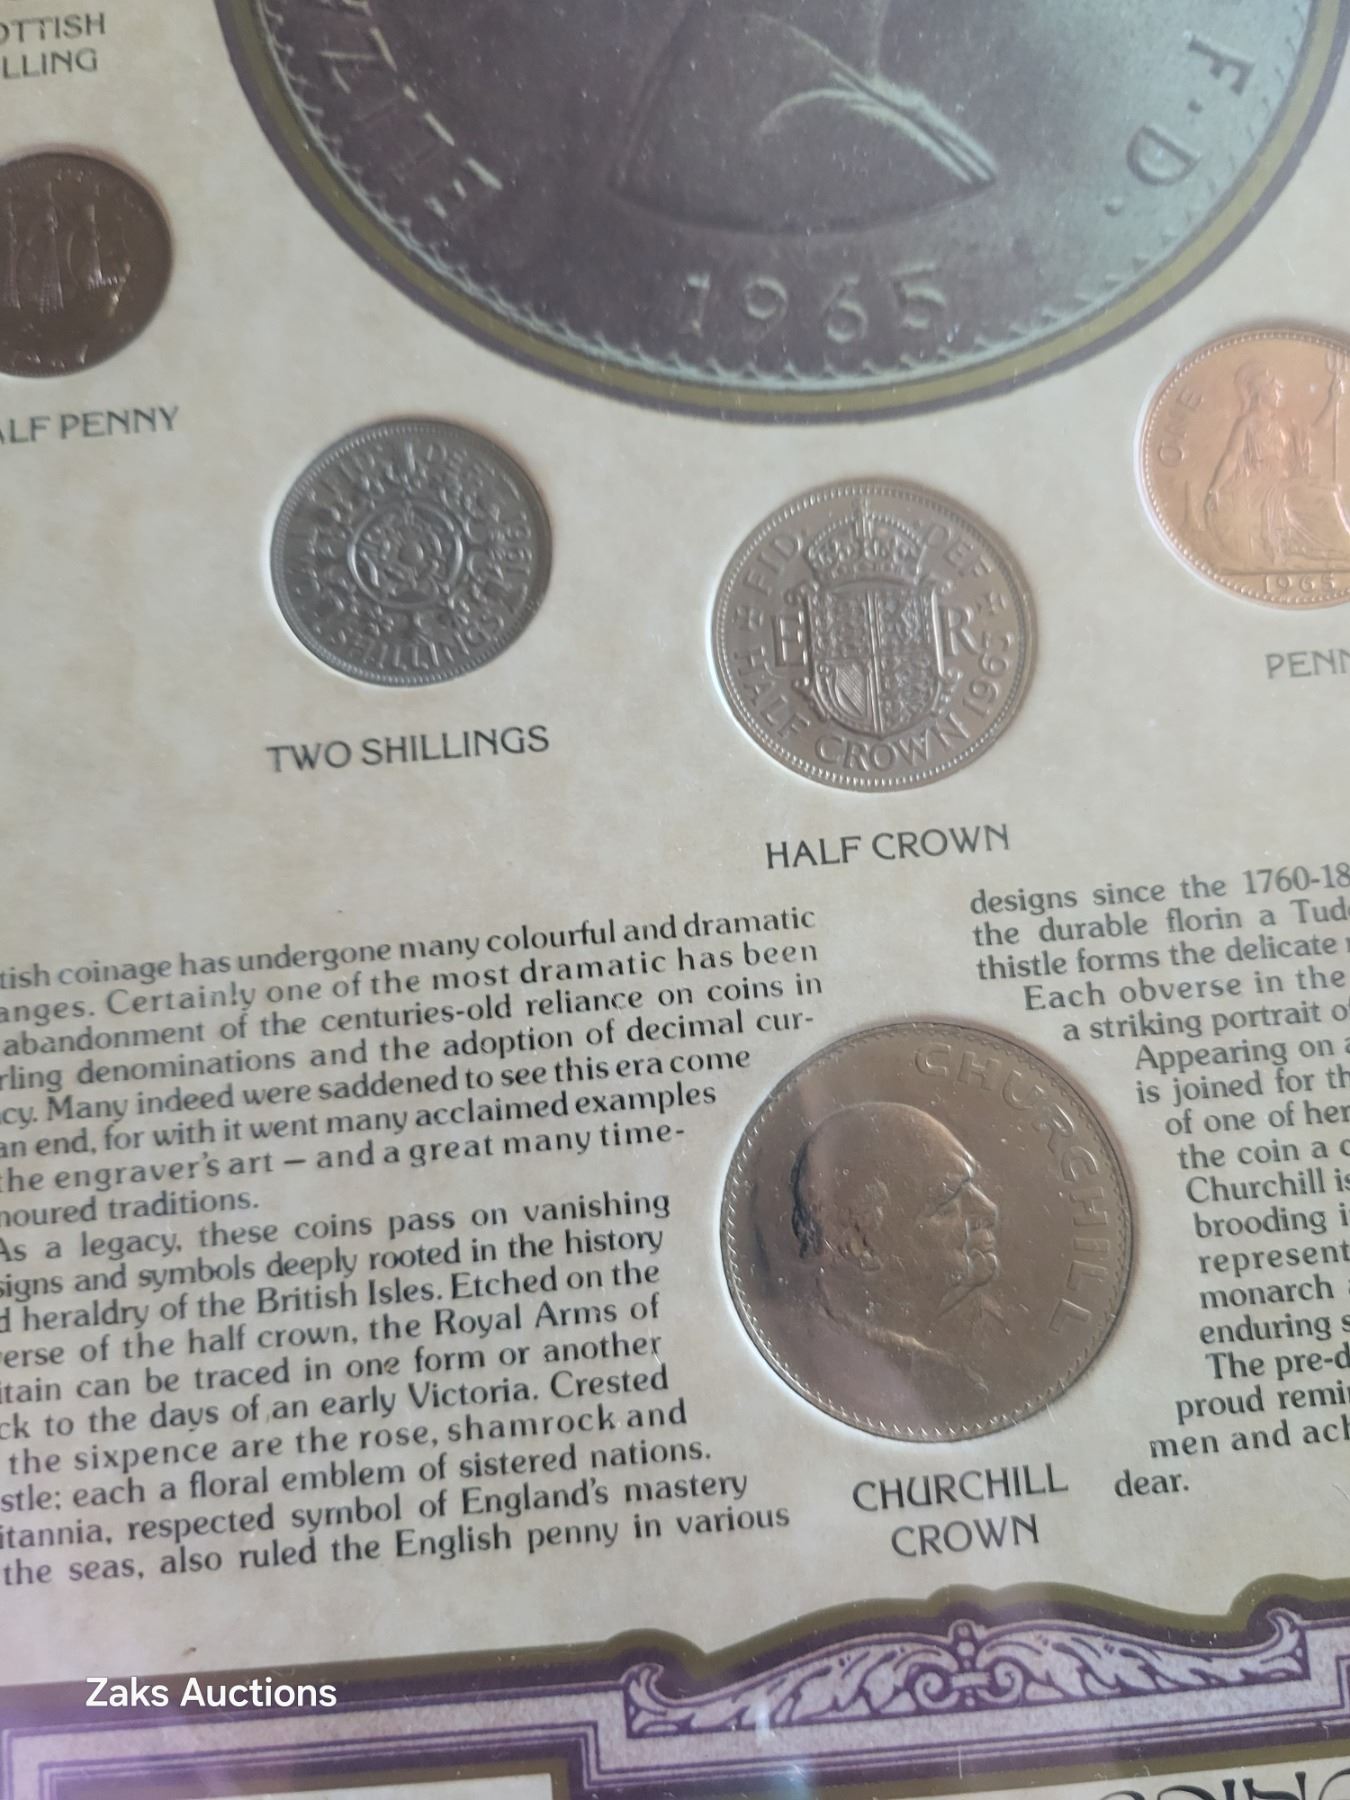 OTTISH
LLING
F. D.
1965
ALF PENNY
SHILLINGS
TWO SHILLINGS
FID DEF
E R
HALF CROWN 1965
HALF CROWN
ONE
1965
PENN
tish coinage has undergone many colourful and dramatic
anges. Certainly one of the most dramatic has been
abandonment of the centuries-old reliance on coins in
rling denominations and the adoption of decimal cur-
cy. Many indeed were saddened to see this era come
an end, for with it went many acclaimed examples
the engraver's art – and a great many time-
noured traditions.
As a legacy, these coins pass on vanishing
signs and symbols deeply rooted in the history
d heraldry of the British Isles. Etched on the
verse of the half crown, the Royal Arms of
itain can be traced in one form or another
ck to the days of an early Victoria. Crested
the sixpence are the rose, shamrock and
stle; each a floral emblem of sistered nations.
itannia, respected symbol of England's mastery
the seas, also ruled the English penny in various
designs since the 1760-18
the durable florin a Tud
thistle forms the delicate
Each obverse in the
a striking portrait of
Appearing on a
is joined for th
of one of her
the coin a c
Churchill is
brooding i
represent
monarch
enduring s
The pre-d
proud remi
men and ach
dear.
CHURCHILL
CHURCHILL
CROWN
Zaks Auctions